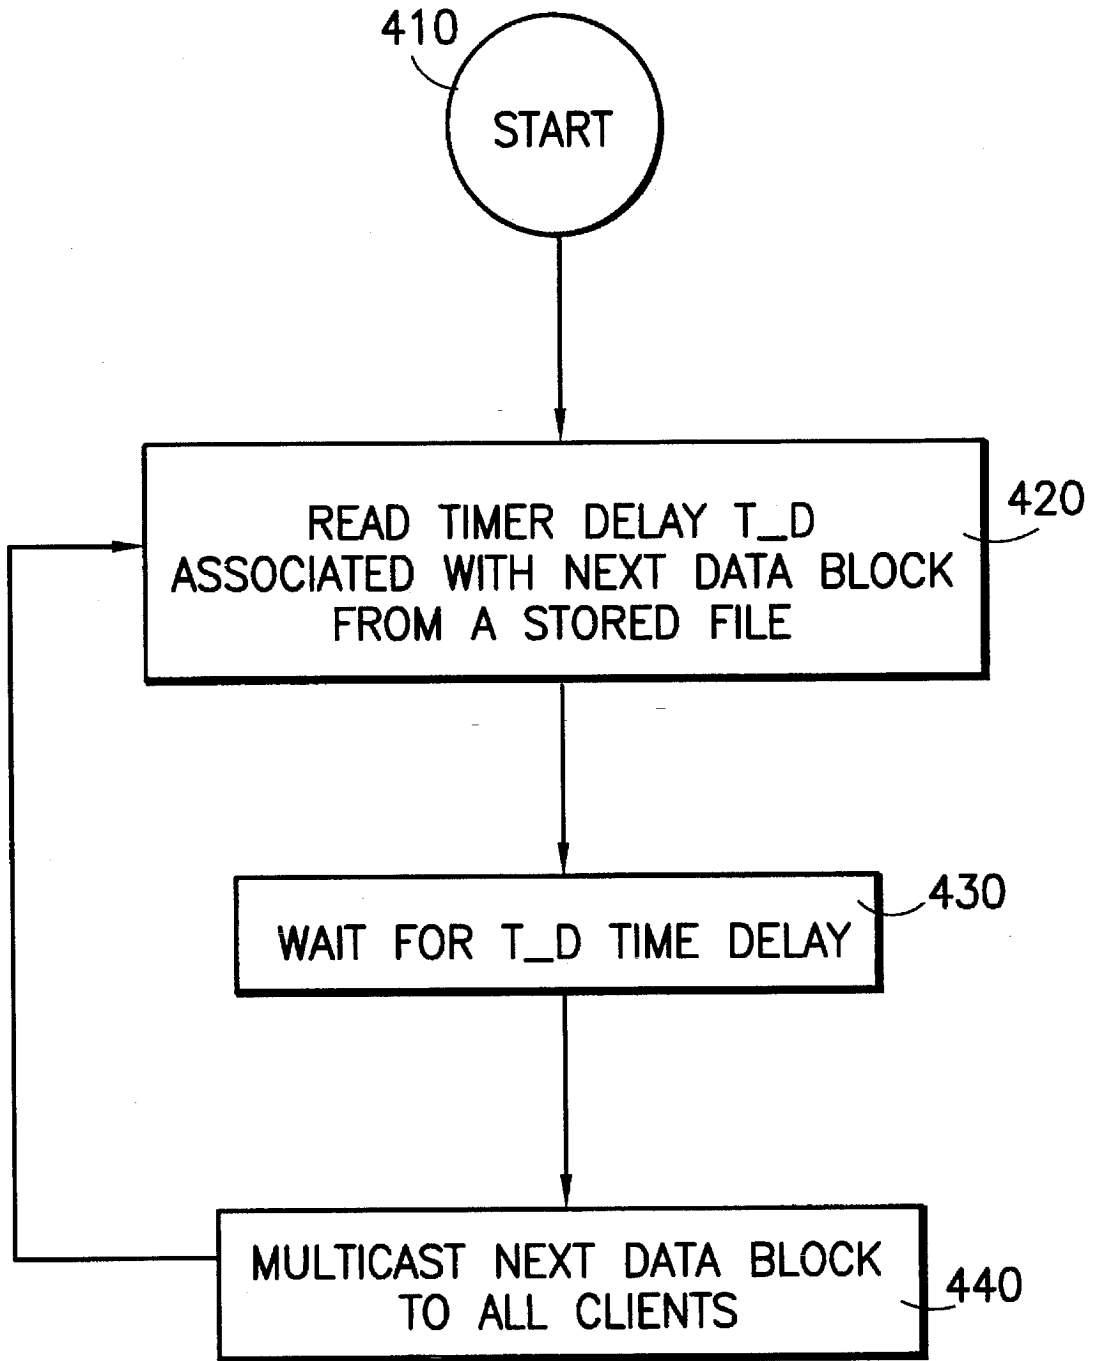 410
START
READ TIMER DELAY T_D
420
ASSOCIATED WITH NEXT DATA BLOCK
FROM A STORED FILE
430
WAIT FOR T_D TIME DELAY
MULTICAST NEXT DATA BLOCK
440
TO ALL CLIENTS